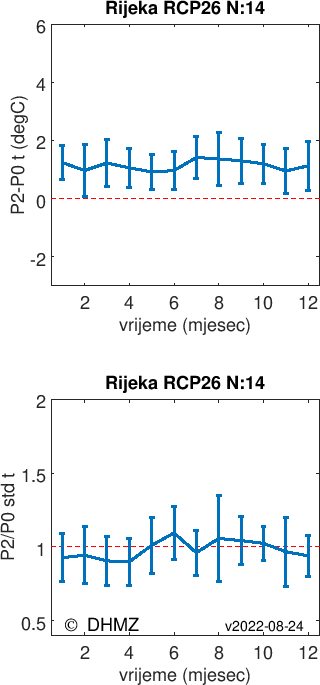 Rijeka RCP26 N:14
P2-P0 t (degC)
6
4
2
0
-2
2 4 6 8 10 12
vrijeme (mjesec)
Rijeka RCP26 N:14
P2/P0 std t
2
1.5
1
0.5
© DHMZ v2022-08-24
2 4 6 8 10 12
vrijeme (mjesec)